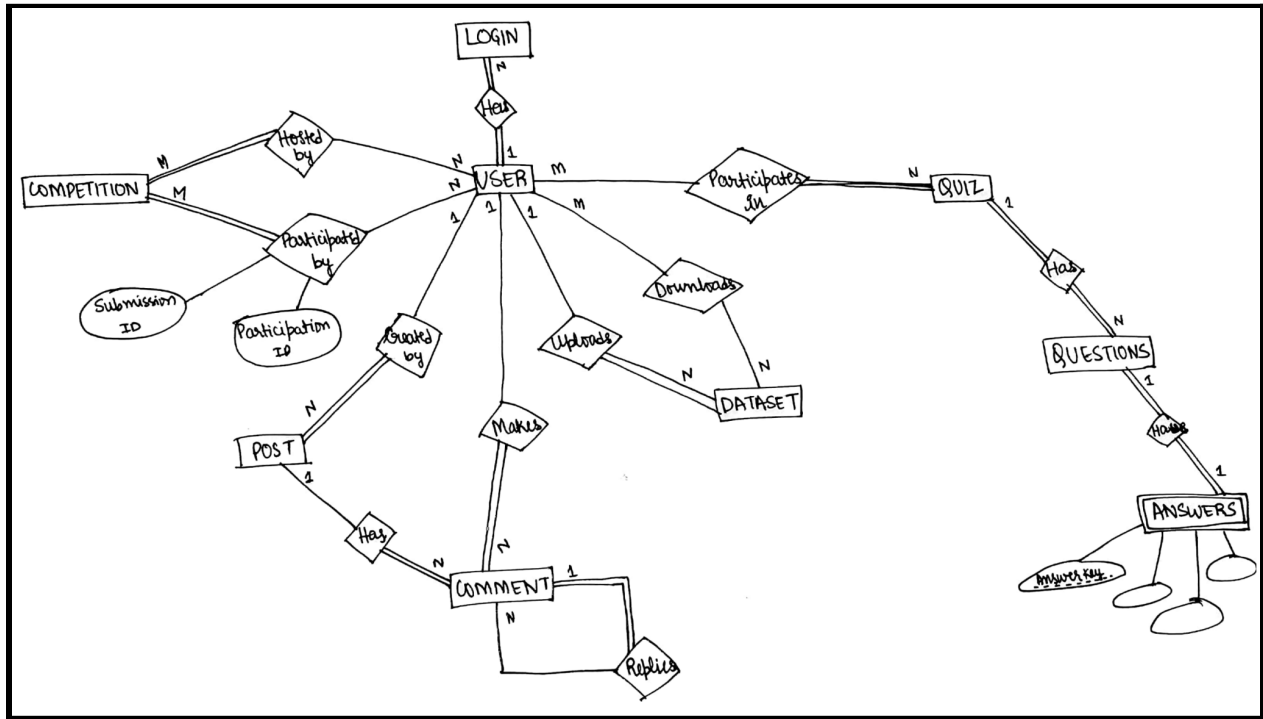 LOGIN
N
Has
1
Hosted
by
M
N
COMPETITION
USER
M
Participates
in
N
QUIZ
M
N
Participated
by
1
1
1
M
1
Submission
ID
Participation
ID
Has
Downloads
N
Created
by
Uploads
QUESTIONS
N
N
1
DATASET
N
Makes
Has
POST
1
1
ANSWERS
Has
N
N
COMMENT
1
Answer key.
N
Replies